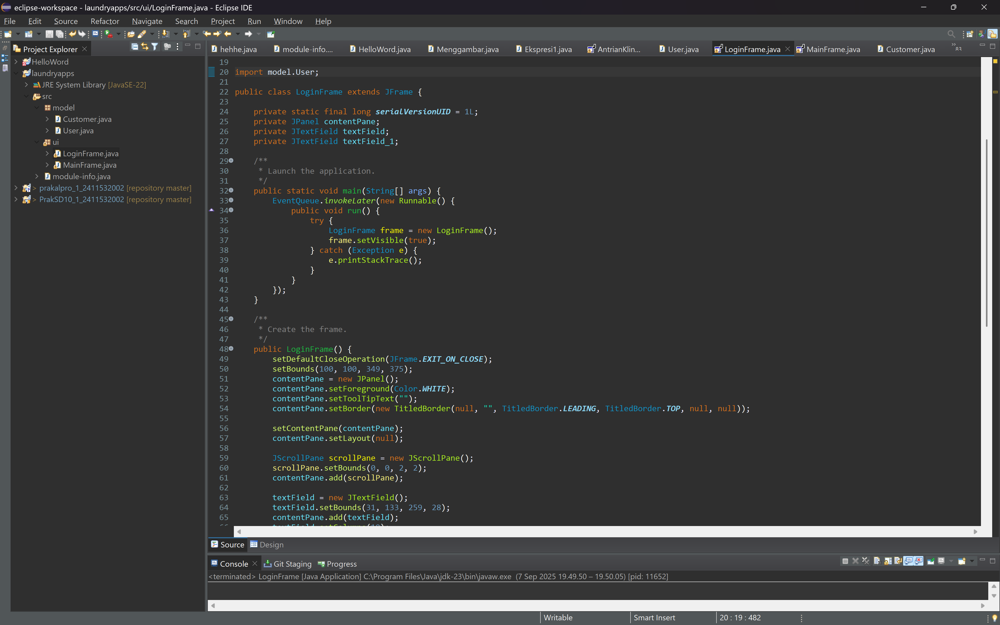 eclipse-workspace - laundryapps/src/ui/LoginFrame.java - Eclipse IDE
File Edit Source Refactor Navigate Search Project Run Window Help
Project Explorer
HelloWord
laundryapps
JRE System Library [JavaSE-22]
src
model
Customer.java
User.java
ui
LoginFrame.java
MainFrame.java
module-info.java
> prakalpro_1_2411532002 [repository master]
> PrakSD10_1_2411532002 [repository master]
hehhe.java module-info.... HelloWord.java Menggambar.java Ekspresi1.java AntrianKlin... User.java LoginFrame.java MainFrame.java Customer.java »83
19
20 import model.User;
21
22 public class LoginFrame extends JFrame {
23
24 private static final long serialVersionUID = 1L;
25 private JPanel contentPane;
26 private JTextField textField;
27 private JTextField textField_1;
28
29 /**
30 * Launch the application.
31 */
32 public static void main(String[] args) {
33 EventQueue.invokeLater(new Runnable() {
34 public void run() {
35 try {
36 LoginFrame frame = new LoginFrame();
37 frame.setVisible(true);
38 } catch (Exception e) {
39 e.printStackTrace();
40 }
41 }
42 });
43 }
44
45 /**
46 * Create the frame.
47 */
48 public LoginFrame() {
49 setDefaultCloseOperation(JFrame.EXIT_ON_CLOSE);
50 setBounds(100, 100, 349, 375);
51 contentPane = new JPanel();
52 contentPane.setForeground(Color.WHITE);
53 contentPane.setToolTipText("");
54 contentPane.setBorder(new TitledBorder(null, "", TitledBorder.LEADING, TitledBorder.TOP, null, null));
55
56 setContentPane(contentPane);
57 contentPane.setLayout(null);
58
59 JScrollPane scrollPane = new JScrollPane();
60 scrollPane.setBounds(0, 0, 2, 2);
61 contentPane.add(scrollPane);
62
63 textField = new JTextField();
64 textField.setBounds(31, 133, 259, 28);
65 contentPane.add(textField);
Source Design
Console Git Staging Progress
<terminated> LoginFrame [Java Application] C:\Program Files\Java\jdk-23\bin\javaw.exe (7 Sep 2025 19.49.50 – 19.50.05) [pid: 11652]
Writable Smart Insert 20 : 19 : 482